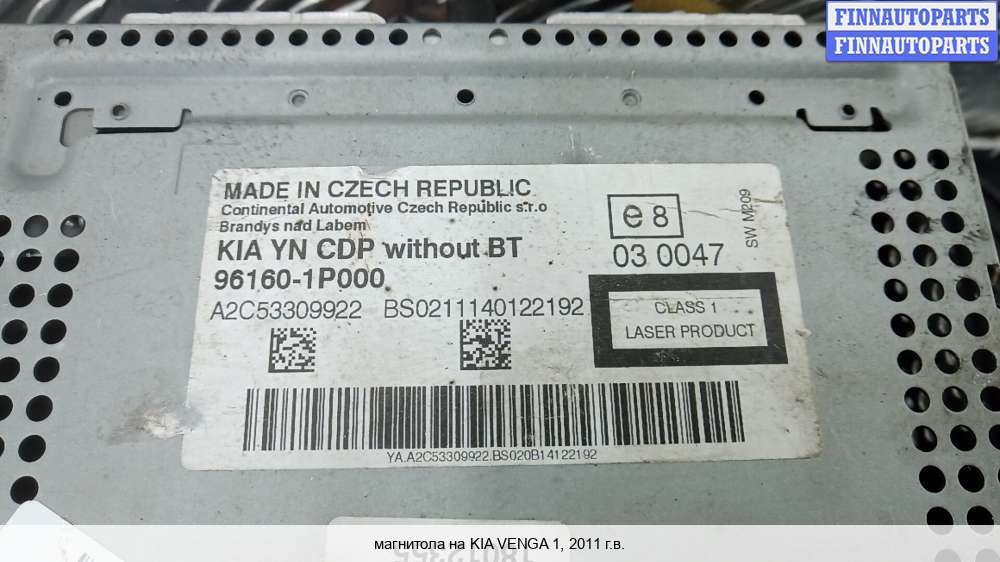 FINNAUTOPARTS
FINNAUTOPARTS
MADE IN CZECH REPUBLIC
Continental Automotive Czech Republic s.r.o
Brandys nad Labem
KIA YN CDP without BT
96160-1P000
A2C53309922 BS0211140122192
e8
03 0047
SW M209
CLASS 1
LASER PRODUCT
YA.A2C53309922.BS020B14122192
магнитола на KIA VENGA 1, 2011 г.в.